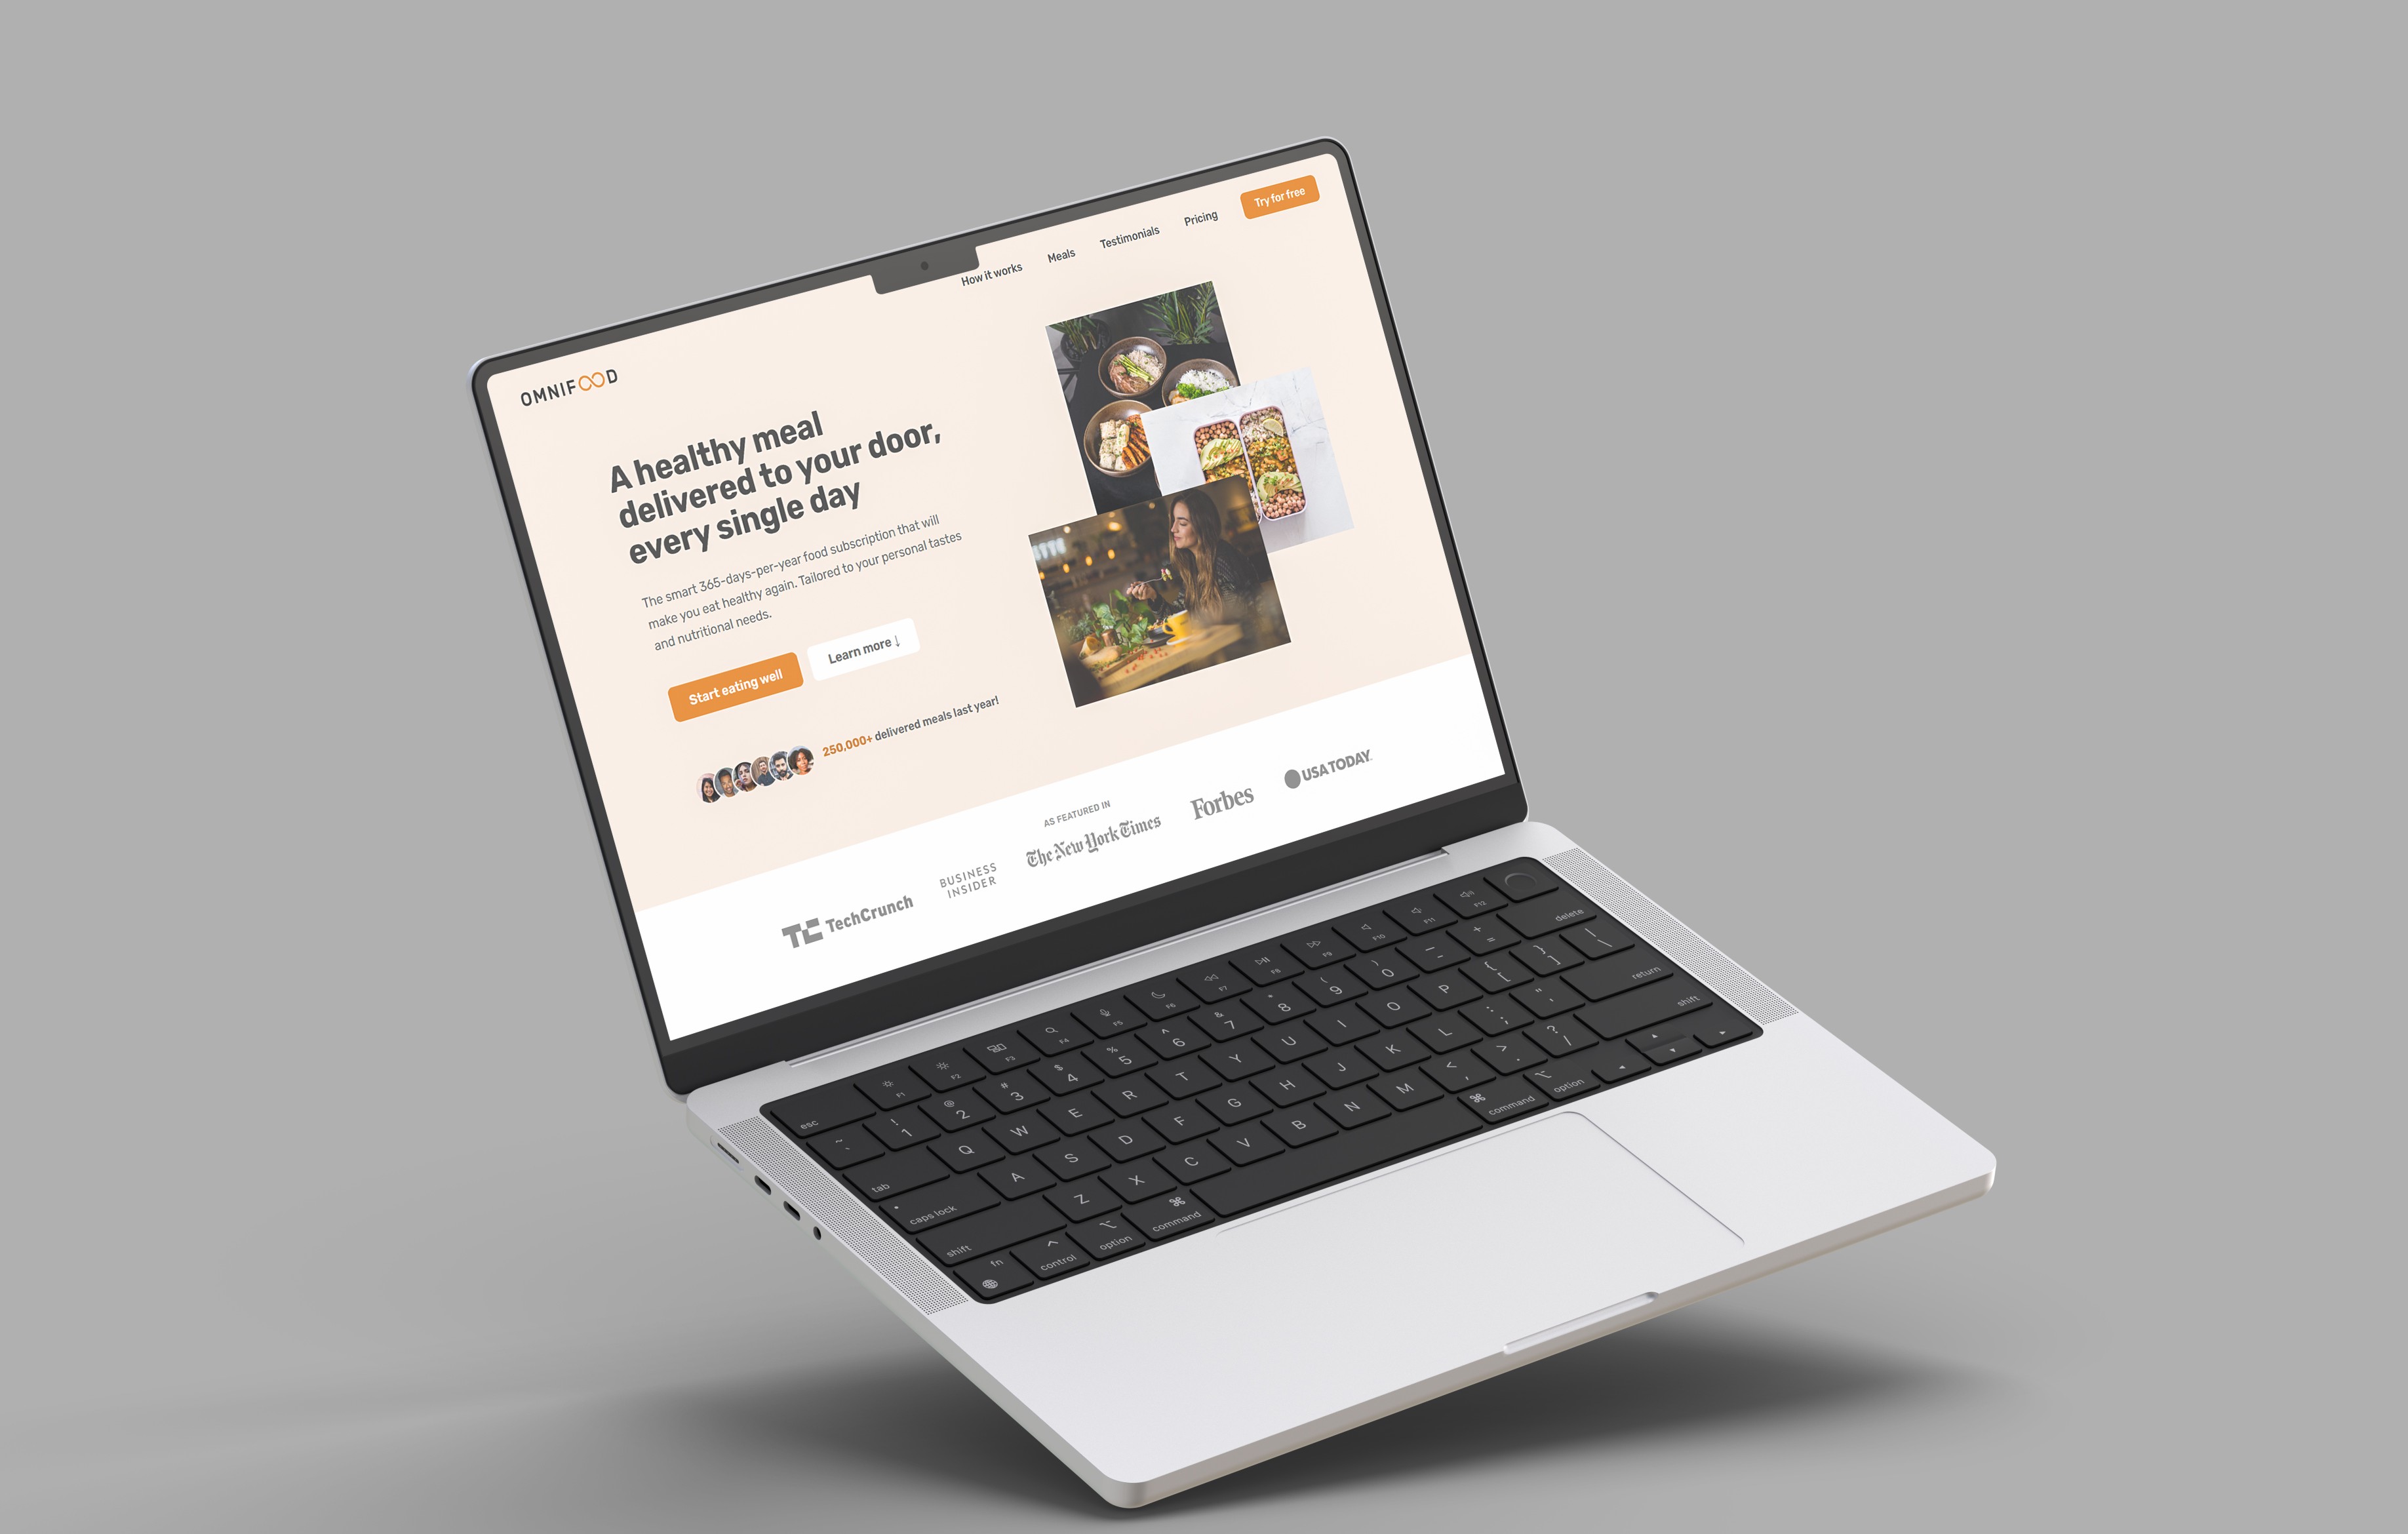 OMNIFOOD
How it works
Meals
Testimonials
Pricing
Try for free
A healthy meal
delivered to your door,
every single day
The smart 365-days-per-year food subscription that will
make you eat healthy again. Tailored to your personal tastes
and nutritional needs.
Start eating well
Learn more ↓
250,000+ delivered meals last year!
AS FEATURED IN
TC TechCrunch
BUSINESS
INSIDER
The New York Times
Forbes
USA TODAY
esc F1 F2 F3 F4 F5 F6 F7 F8 F9 F10 F11 F12
~ ` ! 1 @ 2 # 3 $ 4 % 5 ^ 6 & 7 * 8 ( 9 ) 0 — - + = delete
tab Q W E R T Y U I O P { [ } ] | \
caps lock A S D F G H J K L : ; " ' return
shift Z X C V B N M < , > . ? / shift
fn control option command command option